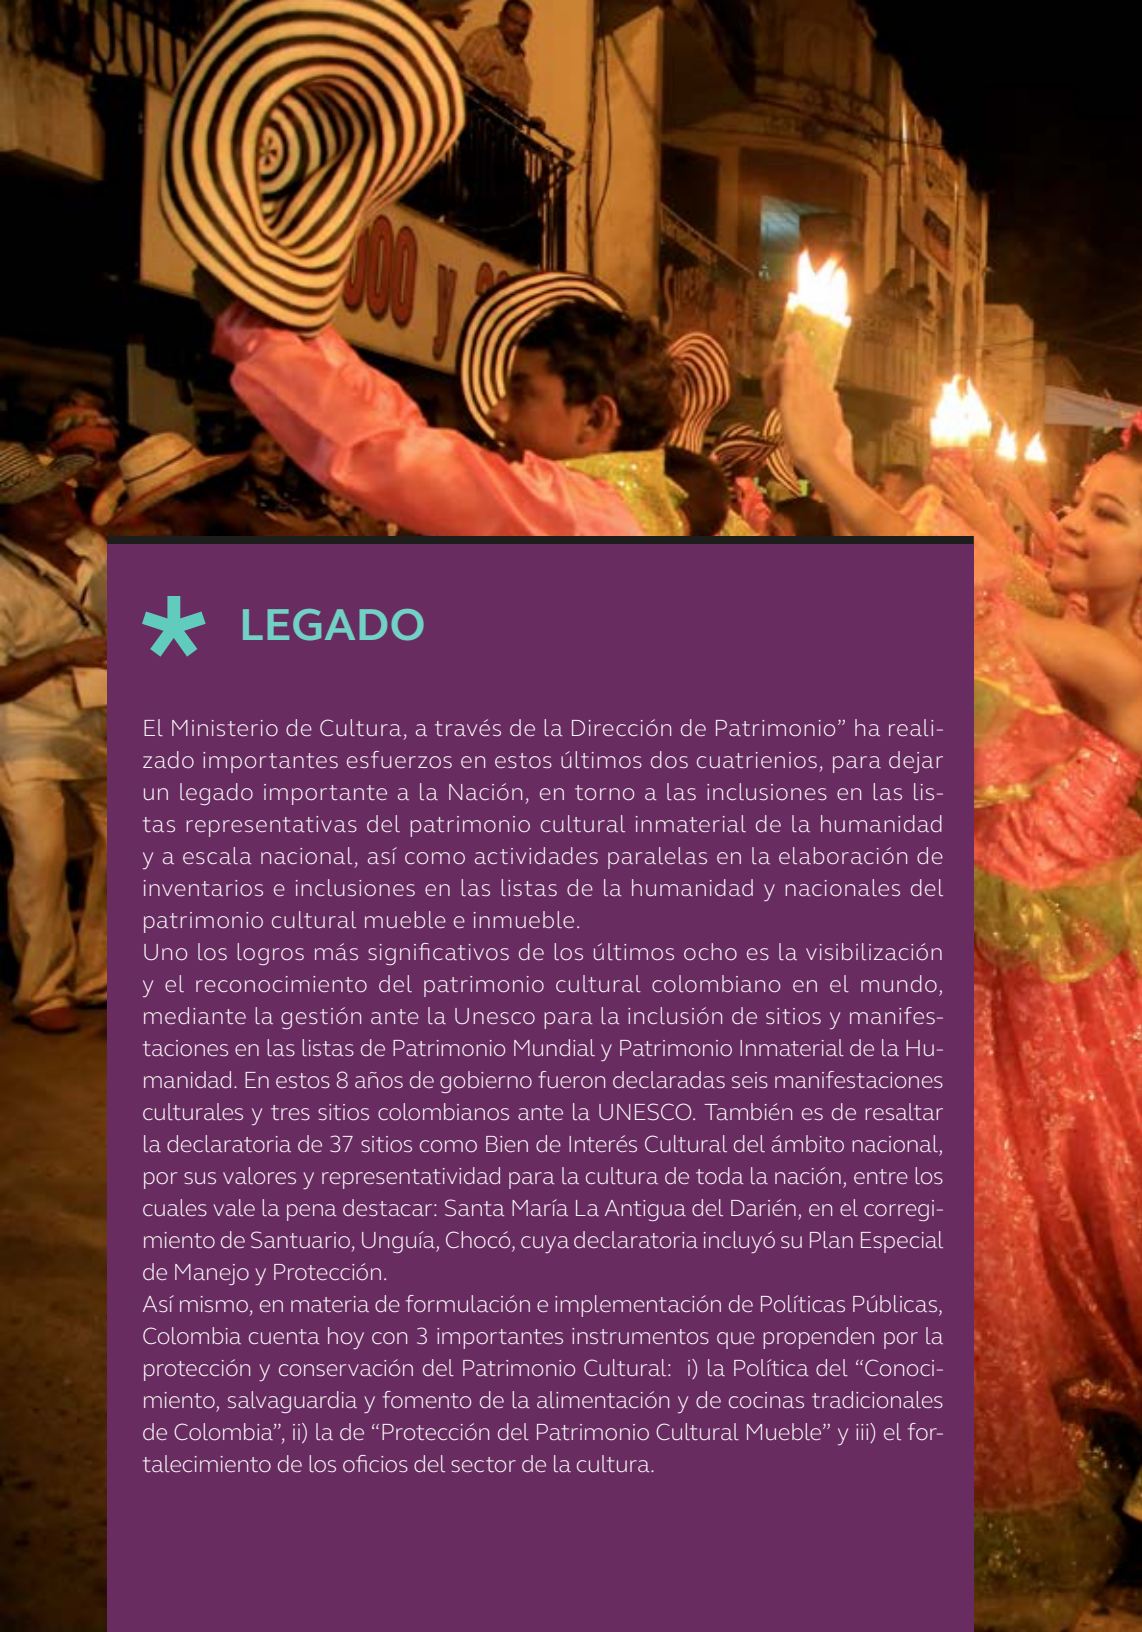 000 y
LEGADO
El Ministerio de Cultura, a través de la Dirección de Patrimonio” ha reali-
zado importantes esfuerzos en estos últimos dos cuatrienios, para dejar
un legado importante a la Nación, en torno a las inclusiones en las lis-
tas representativas del patrimonio cultural inmaterial de la humanidad
y a escala nacional, así como actividades paralelas en la elaboración de
inventarios e inclusiones en las listas de la humanidad y nacionales del
patrimonio cultural mueble e inmueble.
Uno los logros más significativos de los últimos ocho es la visibilización
y el reconocimiento del patrimonio cultural colombiano en el mundo,
mediante la gestión ante la Unesco para la inclusión de sitios y manifes-
taciones en las listas de Patrimonio Mundial y Patrimonio Inmaterial de la Hu-
manidad. En estos 8 años de gobierno fueron declaradas seis manifestaciones
culturales y tres sitios colombianos ante la UNESCO. También es de resaltar
la declaratoria de 37 sitios como Bien de Interés Cultural del ámbito nacional,
por sus valores y representatividad para la cultura de toda la nación, entre los
cuales vale la pena destacar: Santa María La Antigua del Darién, en el corregi-
miento de Santuario, Unguía, Chocó, cuya declaratoria incluyó su Plan Especial
de Manejo y Protección.
Así mismo, en materia de formulación e implementación de Políticas Públicas,
Colombia cuenta hoy con 3 importantes instrumentos que propenden por la
protección y conservación del Patrimonio Cultural:  i) la Política del “Conoci-
miento, salvaguardia y fomento de la alimentación y de cocinas tradicionales
de Colombia”, ii) la de “Protección del Patrimonio Cultural Mueble” y iii) el for-
talecimiento de los oficios del sector de la cultura.